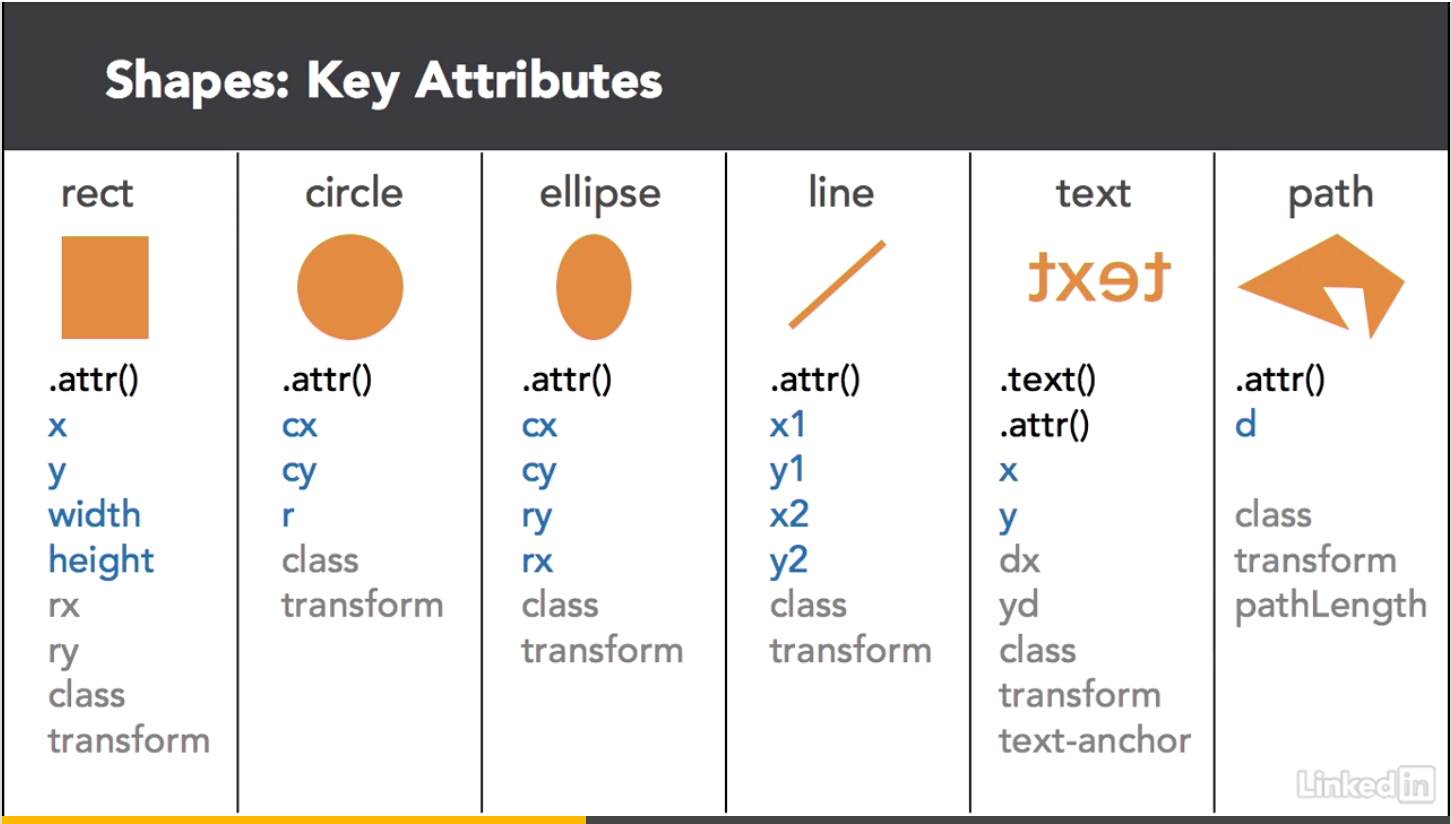 Shapes: Key Attributes
rect
.attr()
x
y
width
height
rx
ry
class
transform
circle
.attr()
cx
cy
r
class
transform
ellipse
.attr()
cx
cy
ry
rx
class
transform
line
.attr()
x1
y1
x2
y2
class
transform
text
text
.text()
.attr()
x
y
dx
yd
class
transform
text-anchor
path
.attr()
d
class
transform
pathLength
Linked in